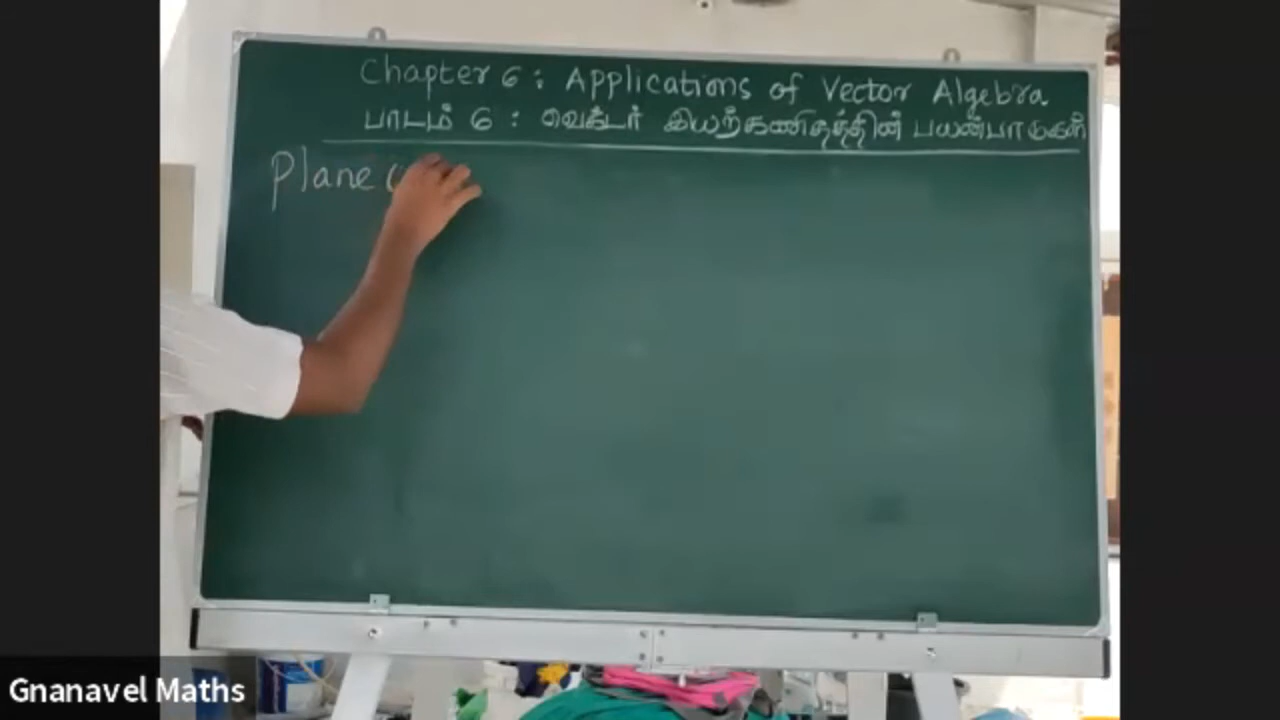 Chapter 6 : Applications of Vector Algebra
பாடம் 6 : வெக்டர் இயற்கணிதத்தின் பயன்பாடுகள்
Plane (
Gnanavel Maths